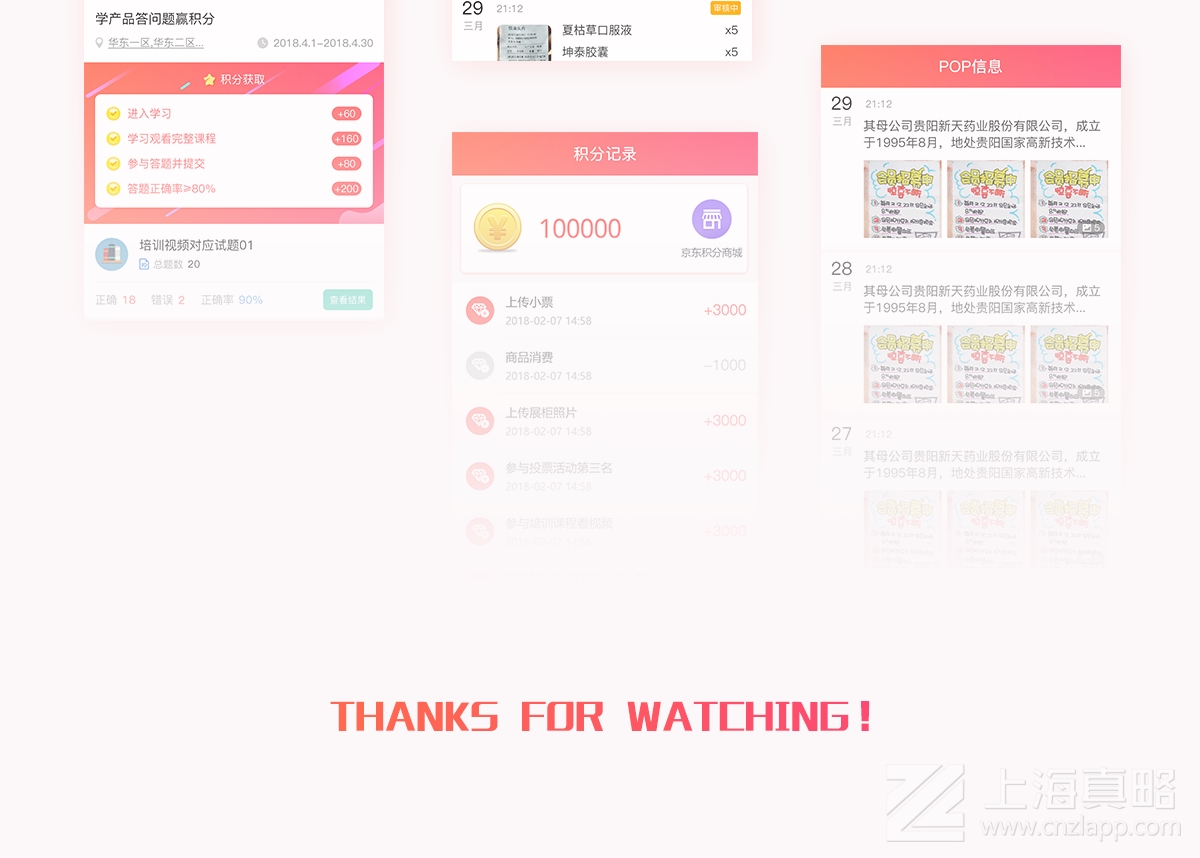 学产品答问题赢积分
华东一区,华东二区...
2018.4.1~2018.4.30
积分获取
进入学习
+60
学习观看完整课程
+160
参与答题并提交
+80
答题正确率≥80%
+200
培训视频对应试题01
总题数 20
正确 18 错误 2 正确率 90%
查看结果
29
三月
21:12
审核中
夏枯草口服液
x5
坤泰胶囊
x5
积分记录
100000
京东积分商城
上传小票
2018-02-07 14:58
+3000
商品消费
2018-02-07 14:58
−1000
上传展柜照片
2018-02-07 14:58
+3000
参与投票活动第三名
2018-02-07 14:58
+3000
参与培训课程看视频
+3000
POP信息
29
三月
21:12
其母公司贵阳新天药业股份有限公司，成立
于1995年8月，地处贵阳国家高新技术...
28
三月
21:12
其母公司贵阳新天药业股份有限公司，成立
于1995年8月，地处贵阳国家高新技术...
27
三月
21:12
其母公司贵阳新天药业股份有限公司，成立
于1995年8月，地处贵阳国家高新技术...
THANKS FOR WATCHING!
上海真略
www.cnzlapp.com